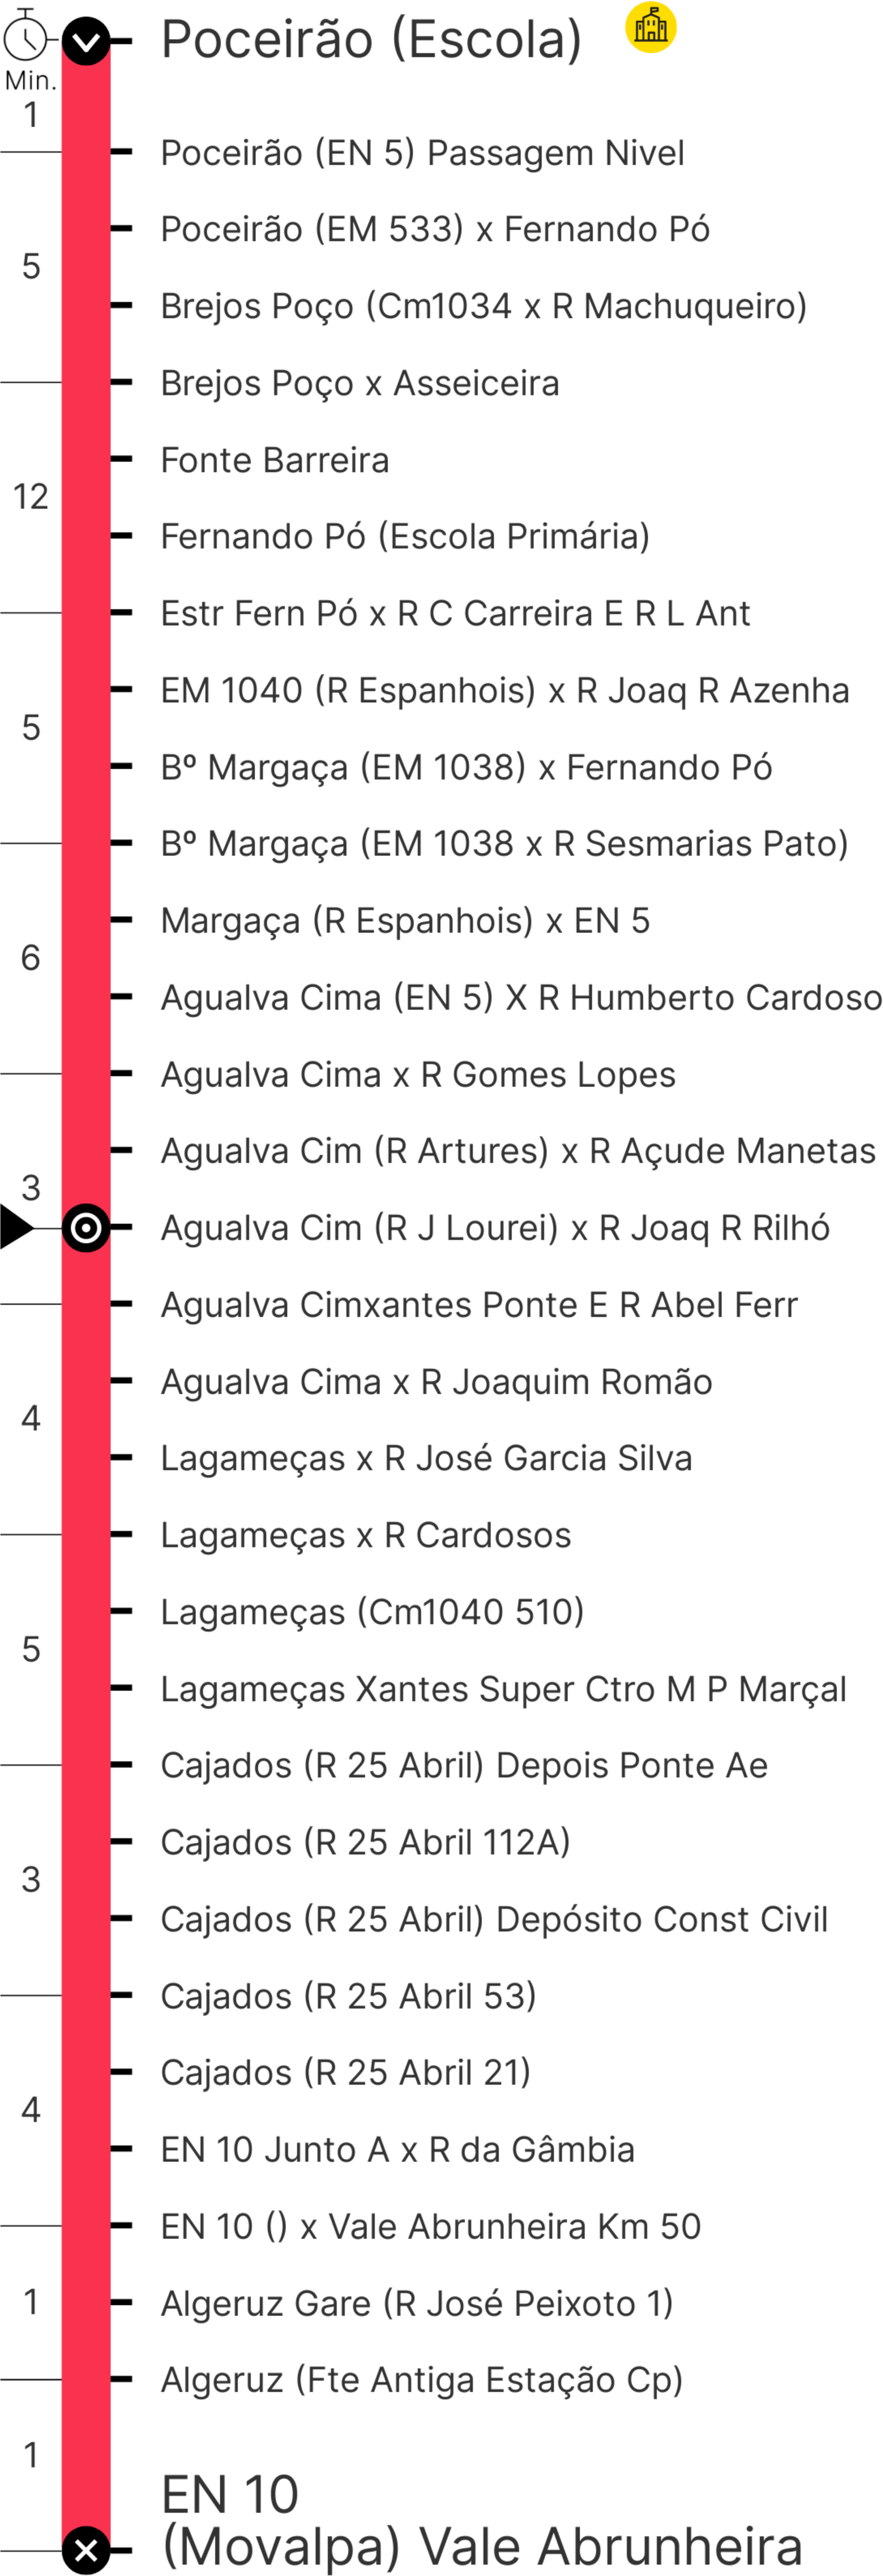 Poceirão (Escola)
Min.
1
Poceirão (EN 5) Passagem Nivel
Poceirão (EM 533) x Fernando Pó
5
Brejos Poço (Cm1034 x R Machuqueiro)
Brejos Poço x Asseiceira
Fonte Barreira
12
Fernando Pó (Escola Primária)
Estr Fern Pó x R C Carreira E R L Ant
EM 1040 (R Espanhois) x R Joaq R Azenha
5
Bº Margaça (EM 1038) x Fernando Pó
Bº Margaça (EM 1038 x R Sesmarias Pato)
Margaça (R Espanhois) x EN 5
6
Agualva Cima (EN 5) X R Humberto Cardoso
Agualva Cima x R Gomes Lopes
Agualva Cim (R Artures) x R Açude Manetas
3
Agualva Cim (R J Lourei) x R Joaq R Rilhó
Agualva Cimxantes Ponte E R Abel Ferr
Agualva Cima x R Joaquim Romão
4
Lagameças x R José Garcia Silva
Lagameças x R Cardosos
Lagameças (Cm1040 510)
5
Lagameças Xantes Super Ctro M P Marçal
Cajados (R 25 Abril) Depois Ponte Ae
Cajados (R 25 Abril 112A)
3
Cajados (R 25 Abril) Depósito Const Civil
Cajados (R 25 Abril 53)
Cajados (R 25 Abril 21)
4
EN 10 Junto A x R da Gâmbia
EN 10 () x Vale Abrunheira Km 50
1
Algeruz Gare (R José Peixoto 1)
Algeruz (Fte Antiga Estação Cp)
1
EN 10
(Movalpa) Vale Abrunheira